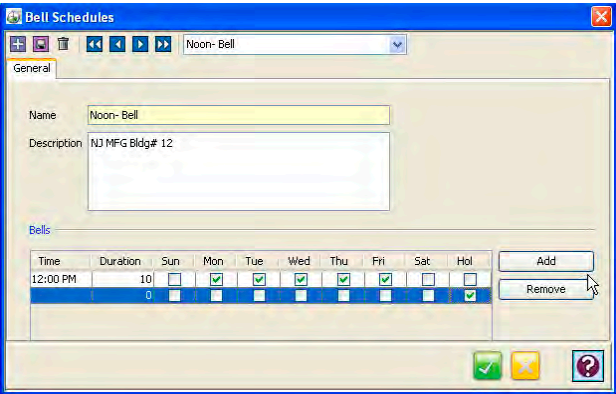 Bell Schedules
Noon- Bell
General
Name Noon- Bell
Description NJ MFG Bldg# 12
Bells
Time Duration Sun Mon Tue Wed Thu Fri Sat Hol Add
12:00 PM 10
0 Remove
?